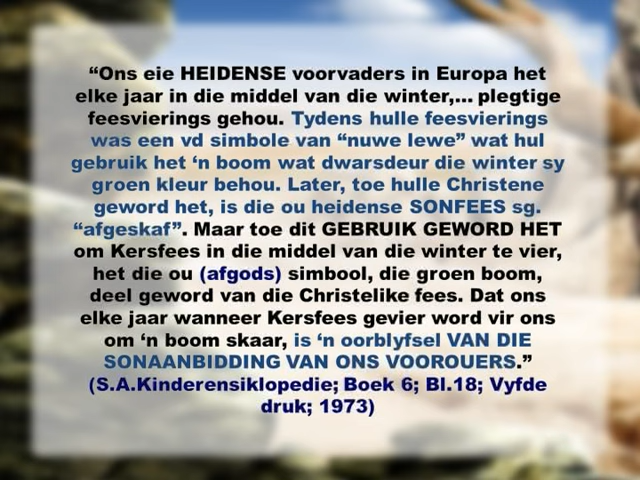 “Ons eie HEIDENSE voorvaders in Europa het
elke jaar in die middel van die winter,... plegtige
feesvierings gehou. Tydens hulle feesvierings
was een vd simbole van “nuwe lewe” wat hul
gebruik het ‘n boom wat dwarsdeur die winter sy
groen kleur behou. Later, toe hulle Christene
geword het, is die ou heidense SONFEES sg.
“afgeskaf”. Maar toe dit GEBRUIK GEWORD HET
om Kersfees in die middel van die winter te vier,
het die ou (afgods) simbool, die groen boom,
deel geword van die Christelike fees. Dat ons
elke jaar wanneer Kersfees gevier word vir ons
om ‘n boom skaar, is ‘n oorblyfsel VAN DIE
SONAANBIDDING VAN ONS VOOROUERS.”
(S.A.Kinderensiklopedie; Boek 6; Bl.18; Vyfde
druk; 1973)